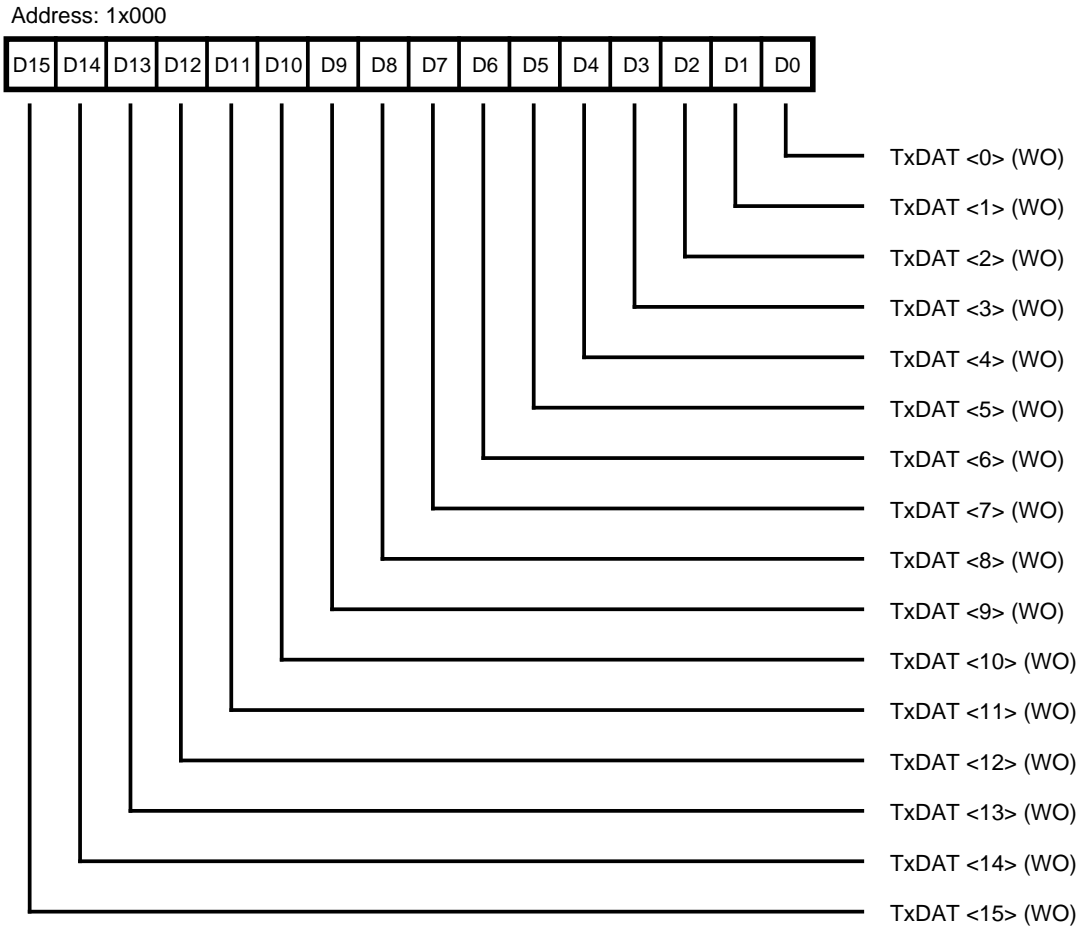 Address: 1x000
D15 D14 D13 D12 D11 D10 D9 D8 D7 D6 D5 D4 D3 D2 D1 D0
TxDAT <0> (WO)
TxDAT <1> (WO)
TxDAT <2> (WO)
TxDAT <3> (WO)
TxDAT <4> (WO)
TxDAT <5> (WO)
TxDAT <6> (WO)
TxDAT <7> (WO)
TxDAT <8> (WO)
TxDAT <9> (WO)
TxDAT <10> (WO)
TxDAT <11> (WO)
TxDAT <12> (WO)
TxDAT <13> (WO)
TxDAT <14> (WO)
TxDAT <15> (WO)